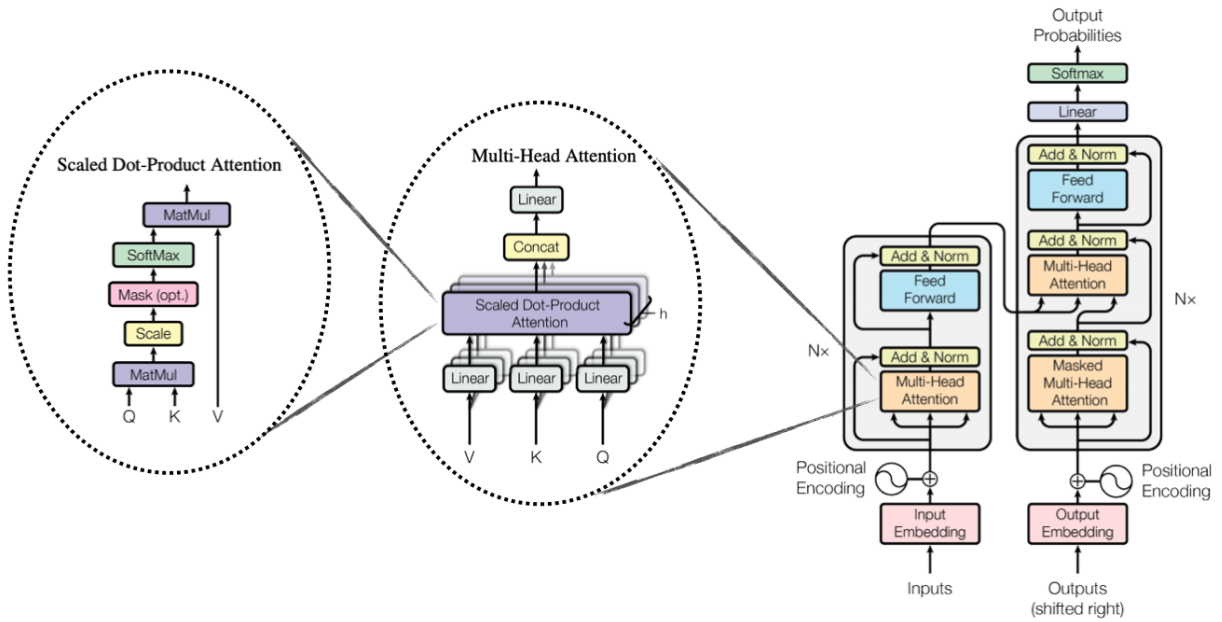 Scaled Dot-Product Attention
MatMul
SoftMax
Mask (opt.)
Scale
MatMul
Q K V
Multi-Head Attention
Linear
Concat
Scaled Dot-Product
Attention
h
Linear Linear Linear
V K Q
Output
Probabilities
Softmax
Linear
Add & Norm
Feed
Forward
Add & Norm
Multi-Head
Attention
Nx
Add & Norm
Masked
Multi-Head
Attention
Add & Norm
Feed
Forward
Nx
Add & Norm
Multi-Head
Attention
Positional
Encoding
Positional
Encoding
Input
Embedding
Output
Embedding
Inputs
Outputs
(shifted right)